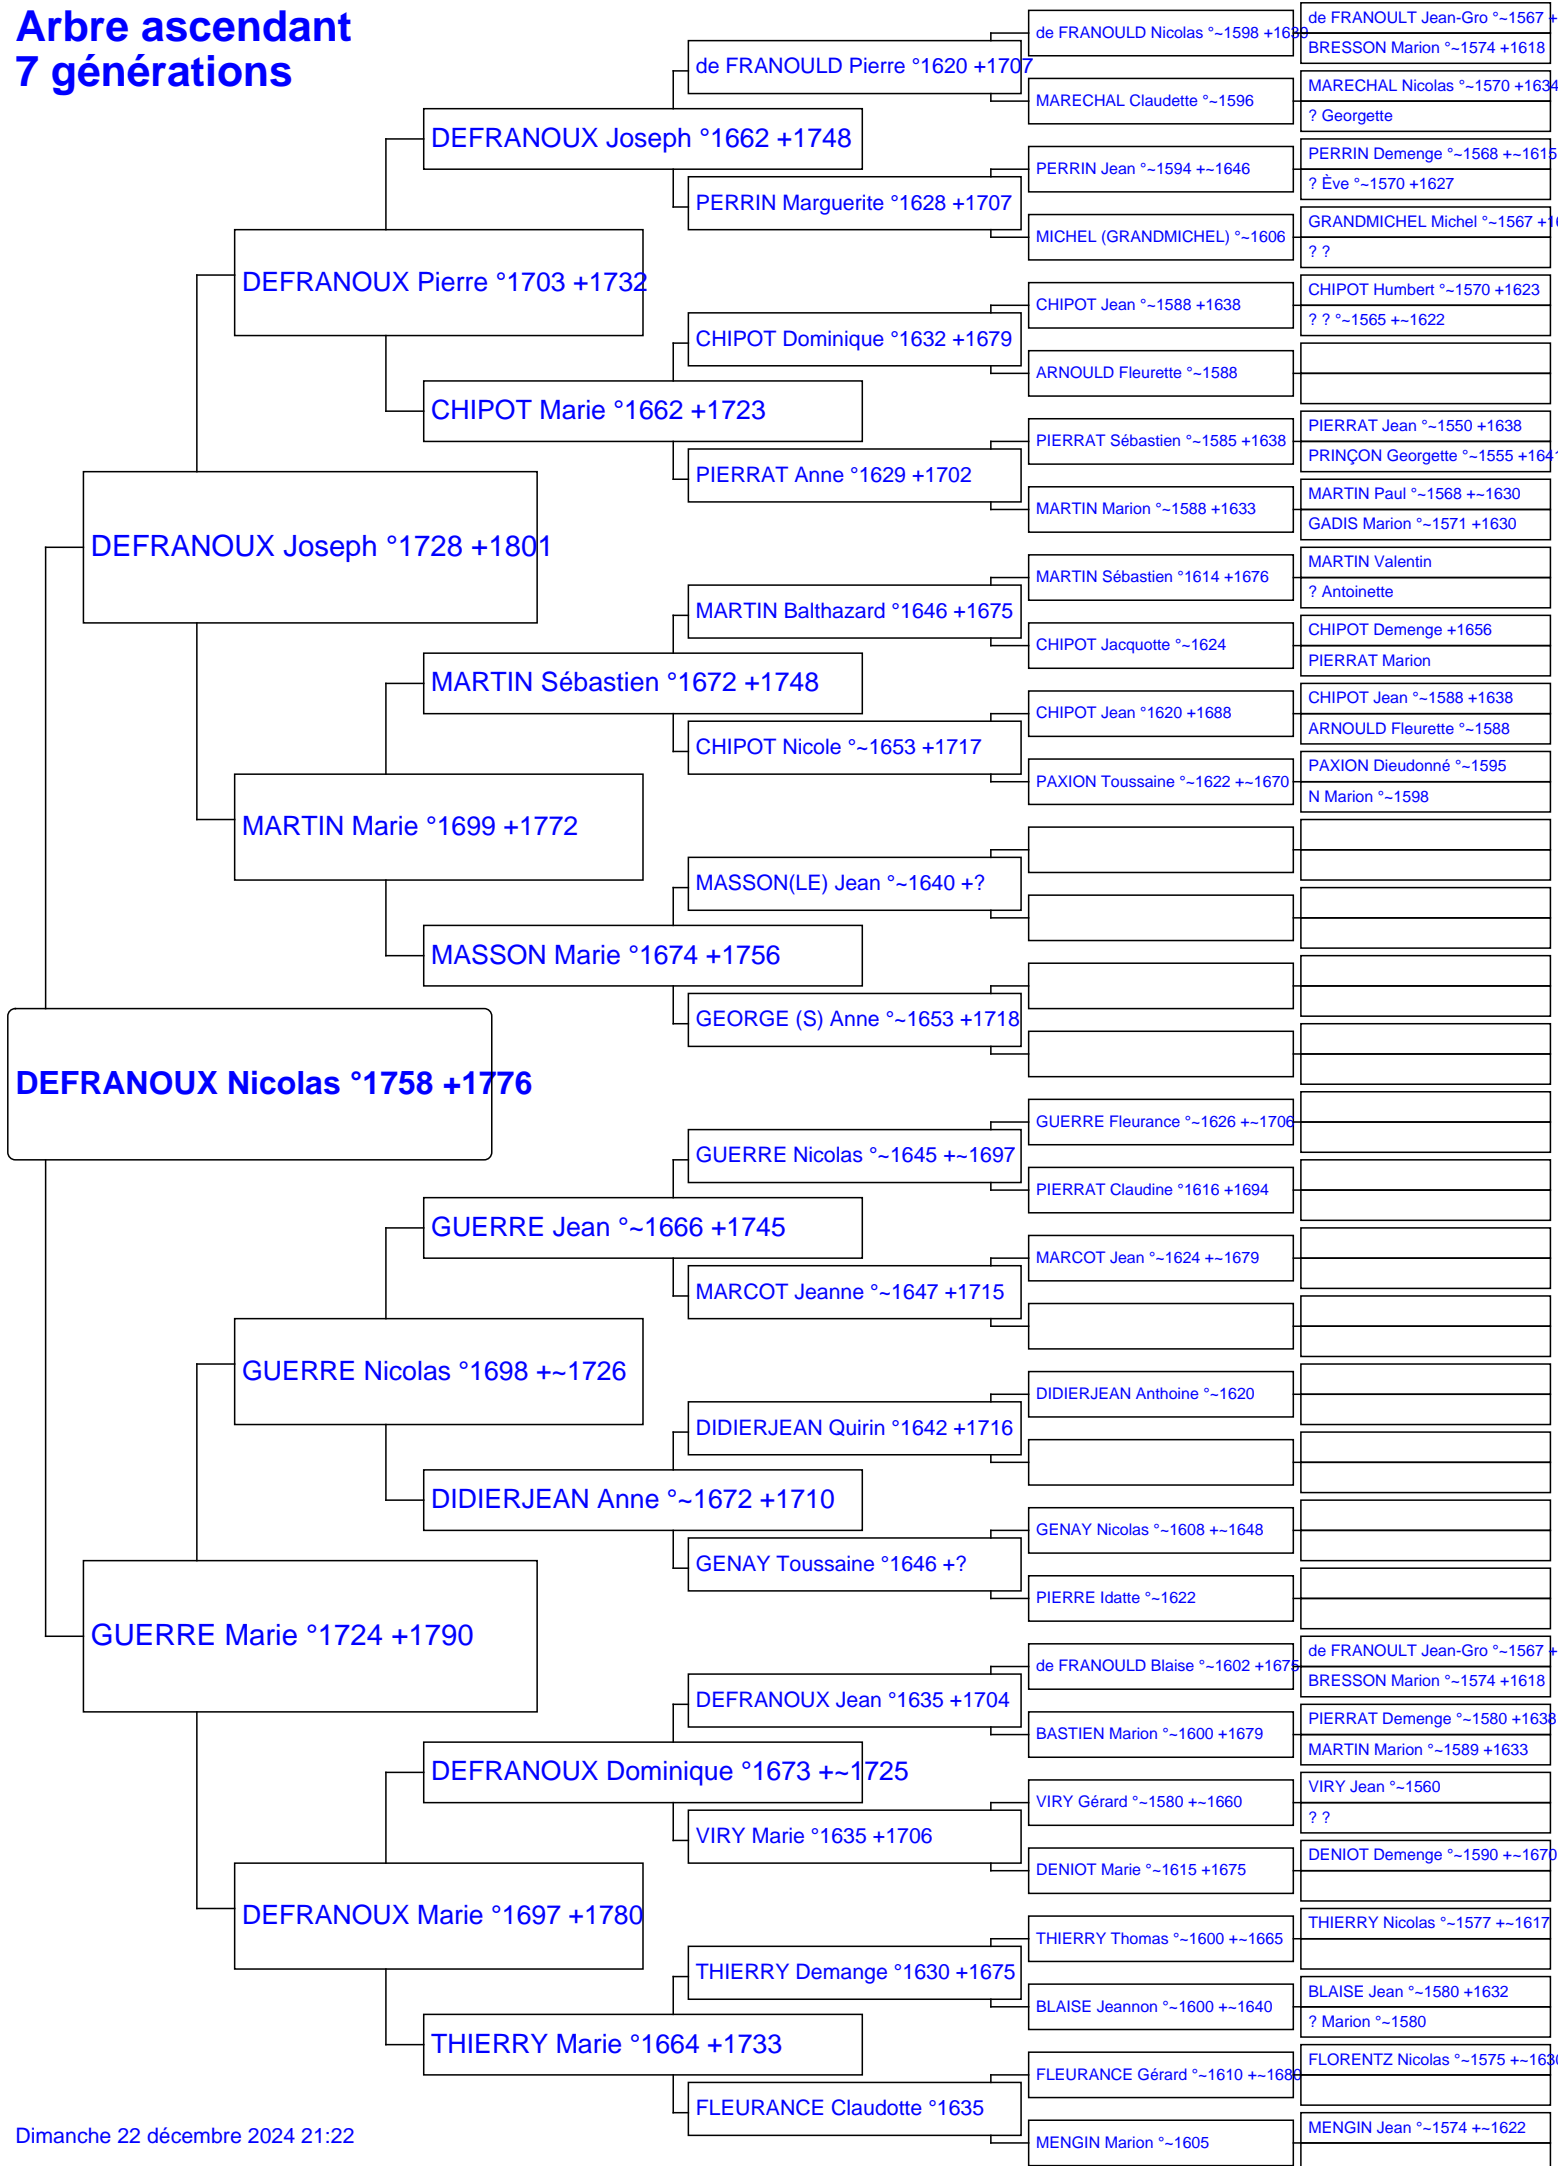 Arbre ascendant
7 générations
DEFRANOUX Nicolas °1758 +1776
DEFRANOUX Joseph °1728 +1801
GUERRE Marie °1724 +1790
DEFRANOUX Pierre °1703 +1732
MARTIN Marie °1699 +1772
GUERRE Nicolas °1698 +~1726
DEFRANOUX Marie °1697 +1780
DEFRANOUX Joseph °1662 +1748
CHIPOT Marie °1662 +1723
MARTIN Sébastien °1672 +1748
MASSON Marie °1674 +1756
GUERRE Jean °~1666 +1745
DIDIERJEAN Anne °~1672 +1710
DEFRANOUX Dominique °1673 +~1725
THIERRY Marie °1664 +1733
de FRANOULD Pierre °1620 +1707
PERRIN Marguerite °1628 +1707
CHIPOT Dominique °1632 +1679
PIERRAT Anne °1629 +1702
MARTIN Balthazard °1646 +1675
CHIPOT Nicole °~1653 +1717
MASSON(LE) Jean °~1640 +?
GEORGE (S) Anne °~1653 +1718
GUERRE Nicolas °~1645 +~1697
MARCOT Jeanne °~1647 +1715
DIDIERJEAN Quirin °1642 +1716
GENAY Toussaine °1646 +?
DEFRANOUX Jean °1635 +1704
VIRY Marie °1635 +1706
THIERRY Demange °1630 +1675
FLEURANCE Claudotte °1635
de FRANOULD Nicolas °~1598 +1639
MARECHAL Claudette °~1596
PERRIN Jean °~1594 +~1646
MICHEL (GRANDMICHEL) °~1606
CHIPOT Jean °~1588 +1638
ARNOULD Fleurette °~1588
PIERRAT Sébastien °~1585 +1638
MARTIN Marion °~1588 +1633
MARTIN Sébastien °1614 +1676
CHIPOT Jacquotte °~1624
CHIPOT Jean °1620 +1688
PAXION Toussaine °~1622 +~1670
GUERRE Fleurance °~1626 +~1706
PIERRAT Claudine °1616 +1694
MARCOT Jean °~1624 +~1679
DIDIERJEAN Anthoine °~1620
GENAY Nicolas °~1608 +~1648
PIERRE Idatte °~1622
de FRANOULD Blaise °~1602 +1675
BASTIEN Marion °~1600 +1679
VIRY Gérard °~1580 +~1660
DENIOT Marie °~1615 +1675
THIERRY Thomas °~1600 +~1665
BLAISE Jeannon °~1600 +~1640
FLEURANCE Gérard °~1610 +~1680
MENGIN Marion °~1605
de FRANOULT Jean-Gro °~1567 +
BRESSON Marion °~1574 +1618
MARECHAL Nicolas °~1570 +1634
? Georgette
PERRIN Demenge °~1568 +~1615
? Ève °~1570 +1627
GRANDMICHEL Michel °~1567 +1
? ?
CHIPOT Humbert °~1570 +1623
? ? °~1565 +~1622
PIERRAT Jean °~1550 +1638
PRINÇON Georgette °~1555 +1641
MARTIN Paul °~1568 +~1630
GADIS Marion °~1571 +1630
MARTIN Valentin
? Antoinette
CHIPOT Demenge +1656
PIERRAT Marion
CHIPOT Jean °~1588 +1638
ARNOULD Fleurette °~1588
PAXION Dieudonné °~1595
N Marion °~1598
de FRANOULT Jean-Gro °~1567 +
BRESSON Marion °~1574 +1618
PIERRAT Demenge °~1580 +1638
MARTIN Marion °~1589 +1633
VIRY Jean °~1560
? ?
DENIOT Demenge °~1590 +~1670
THIERRY Nicolas °~1577 +~1617
BLAISE Jean °~1580 +1632
? Marion °~1580
FLORENTZ Nicolas °~1575 +~1630
MENGIN Jean °~1574 +~1622
Dimanche 22 décembre 2024 21:22